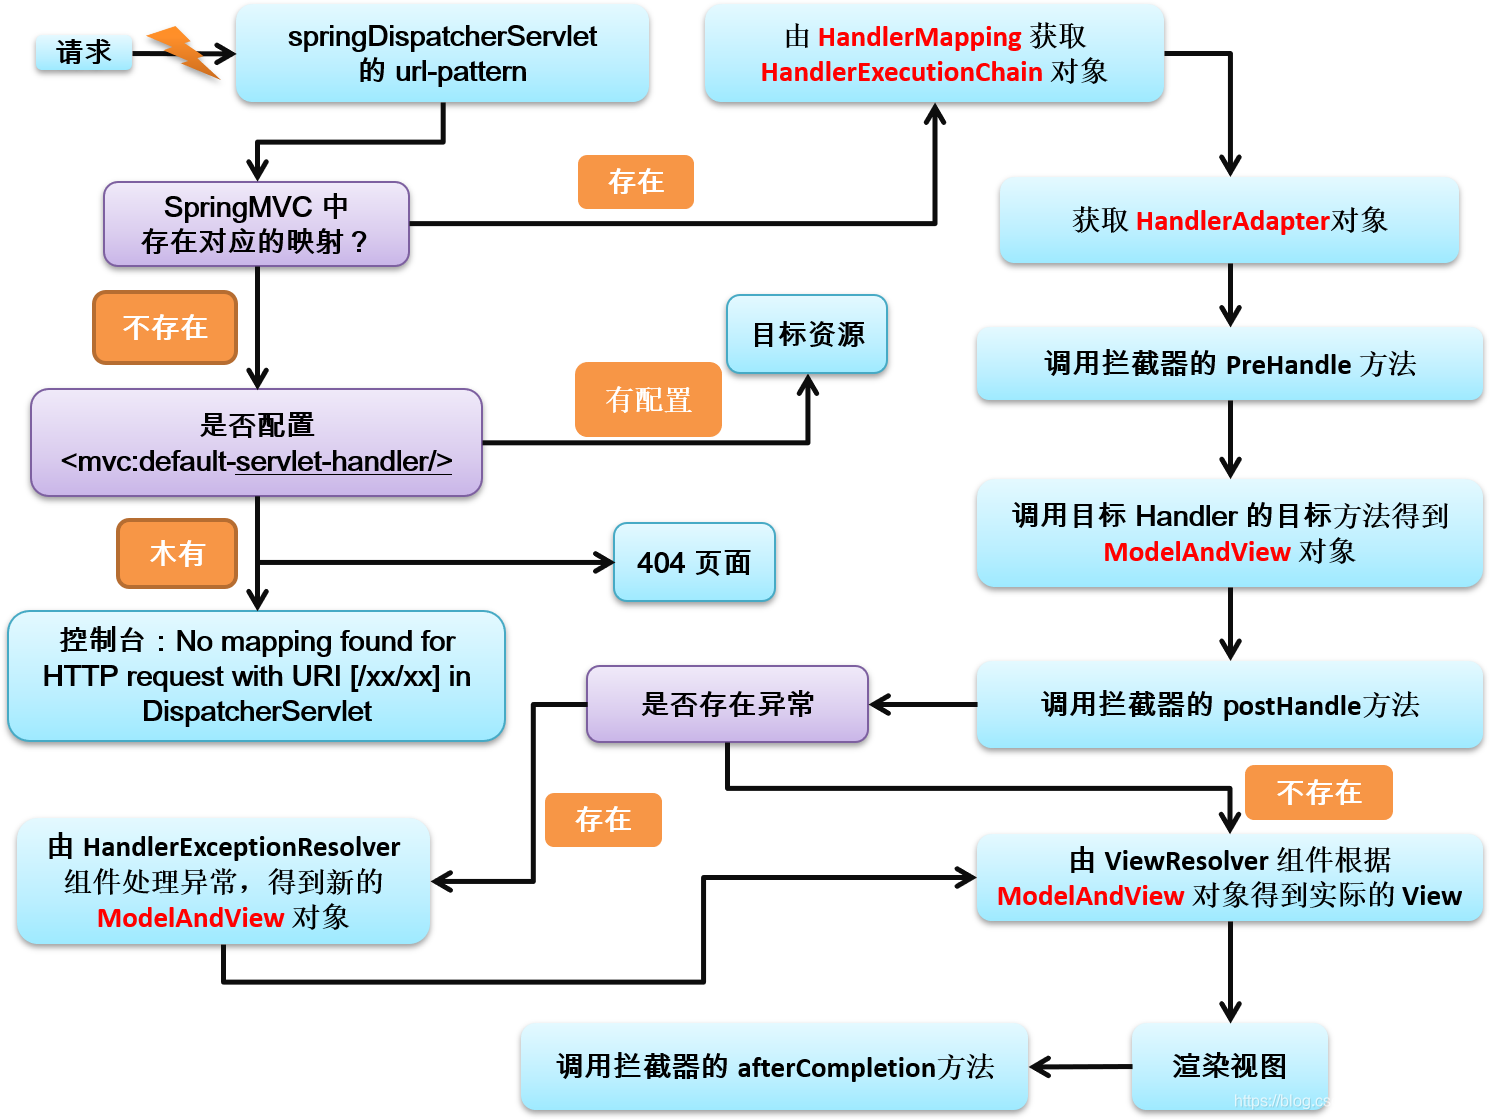 请求
springDispatcherServlet
的 url-pattern
由 HandlerMapping 获取
HandlerExecutionChain 对象
存在
SpringMVC 中
存在对应的映射？
获取 HandlerAdapter对象
不存在
目标资源
调用拦截器的 PreHandle 方法
有配置
是否配置
<mvc:default-servlet-handler/>
调用目标 Handler 的目标方法得到
ModelAndView 对象
木有
404 页面
控制台：No mapping found for
HTTP request with URI [/xx/xx] in
DispatcherServlet
是否存在异常
调用拦截器的 postHandle方法
存在
不存在
由 HandlerExceptionResolver
组件处理异常，得到新的
ModelAndView 对象
由 ViewResolver 组件根据
ModelAndView 对象得到实际的 View
调用拦截器的 afterCompletion方法
渲染视图
https://blog.cs